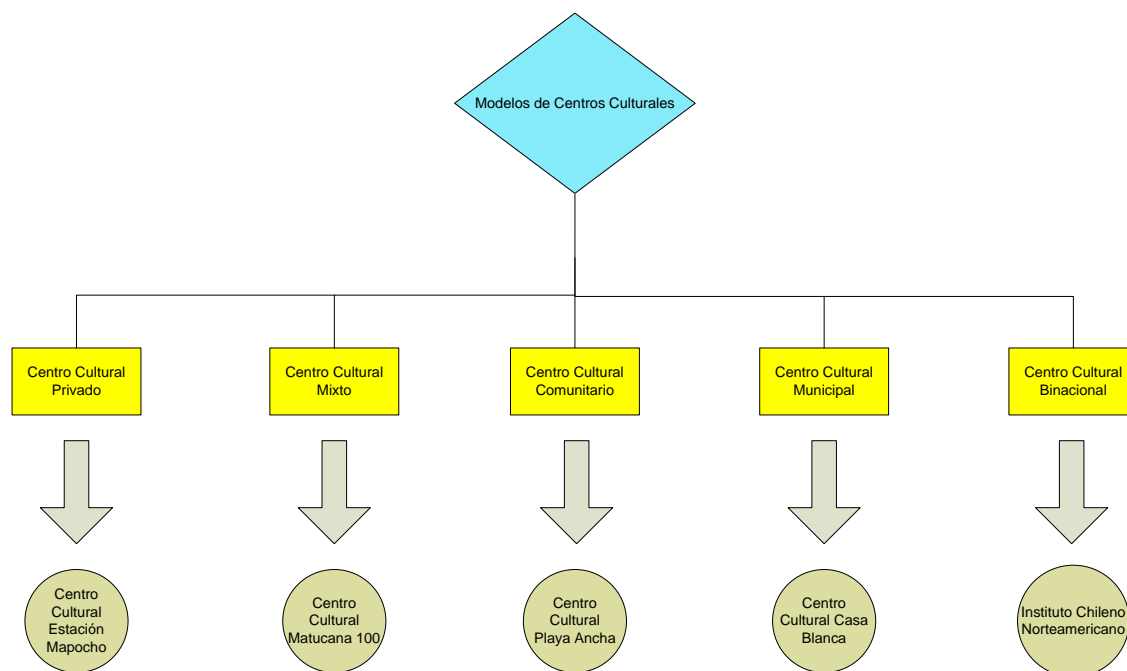 Modelos de Centros Culturales
Centro Cultural
Privado
Centro Cultural
Mixto
Centro Cultural
Comunitario
Centro Cultural
Municipal
Centro Cultural
Binacional
Centro
Cultural
Estación
Mapocho
Centro
Cultural
Matucana 100
Centro
Cultural
Playa Ancha
Centro
Cultural Casa
Blanca
Instituto Chileno
Norteamericano